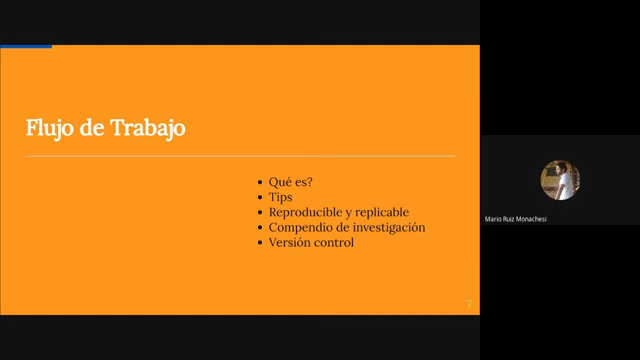 Flujo de Trabajo
Qué es?
Tips
Reproducible y replicable
Compendio de investigación
Versión control
7
Mario Ruiz Monachesi